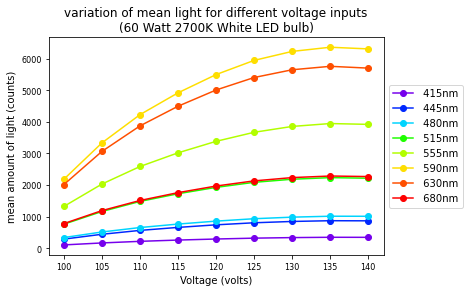 variation of mean light for different voltage inputs
(60 Watt 2700K White LED bulb)
mean amount of light (counts)
6000
5000
4000
3000
2000
1000
0
100 105 110 115 120 125 130 135 140
Voltage (volts)
415nm
445nm
480nm
515nm
555nm
590nm
630nm
680nm